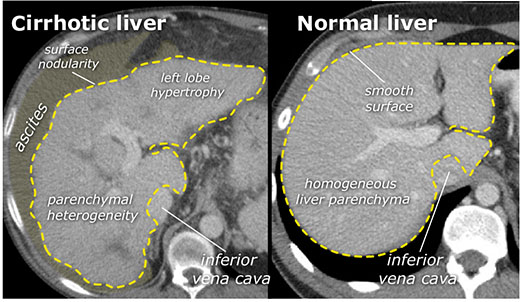 Cirrhotic liver
surface
nodularity
left lobe
hypertrophy
ascites
parenchymal
heterogeneity
inferior
vena cava
Normal liver
smooth
surface
homogeneous
liver parenchyma
inferior
vena cava